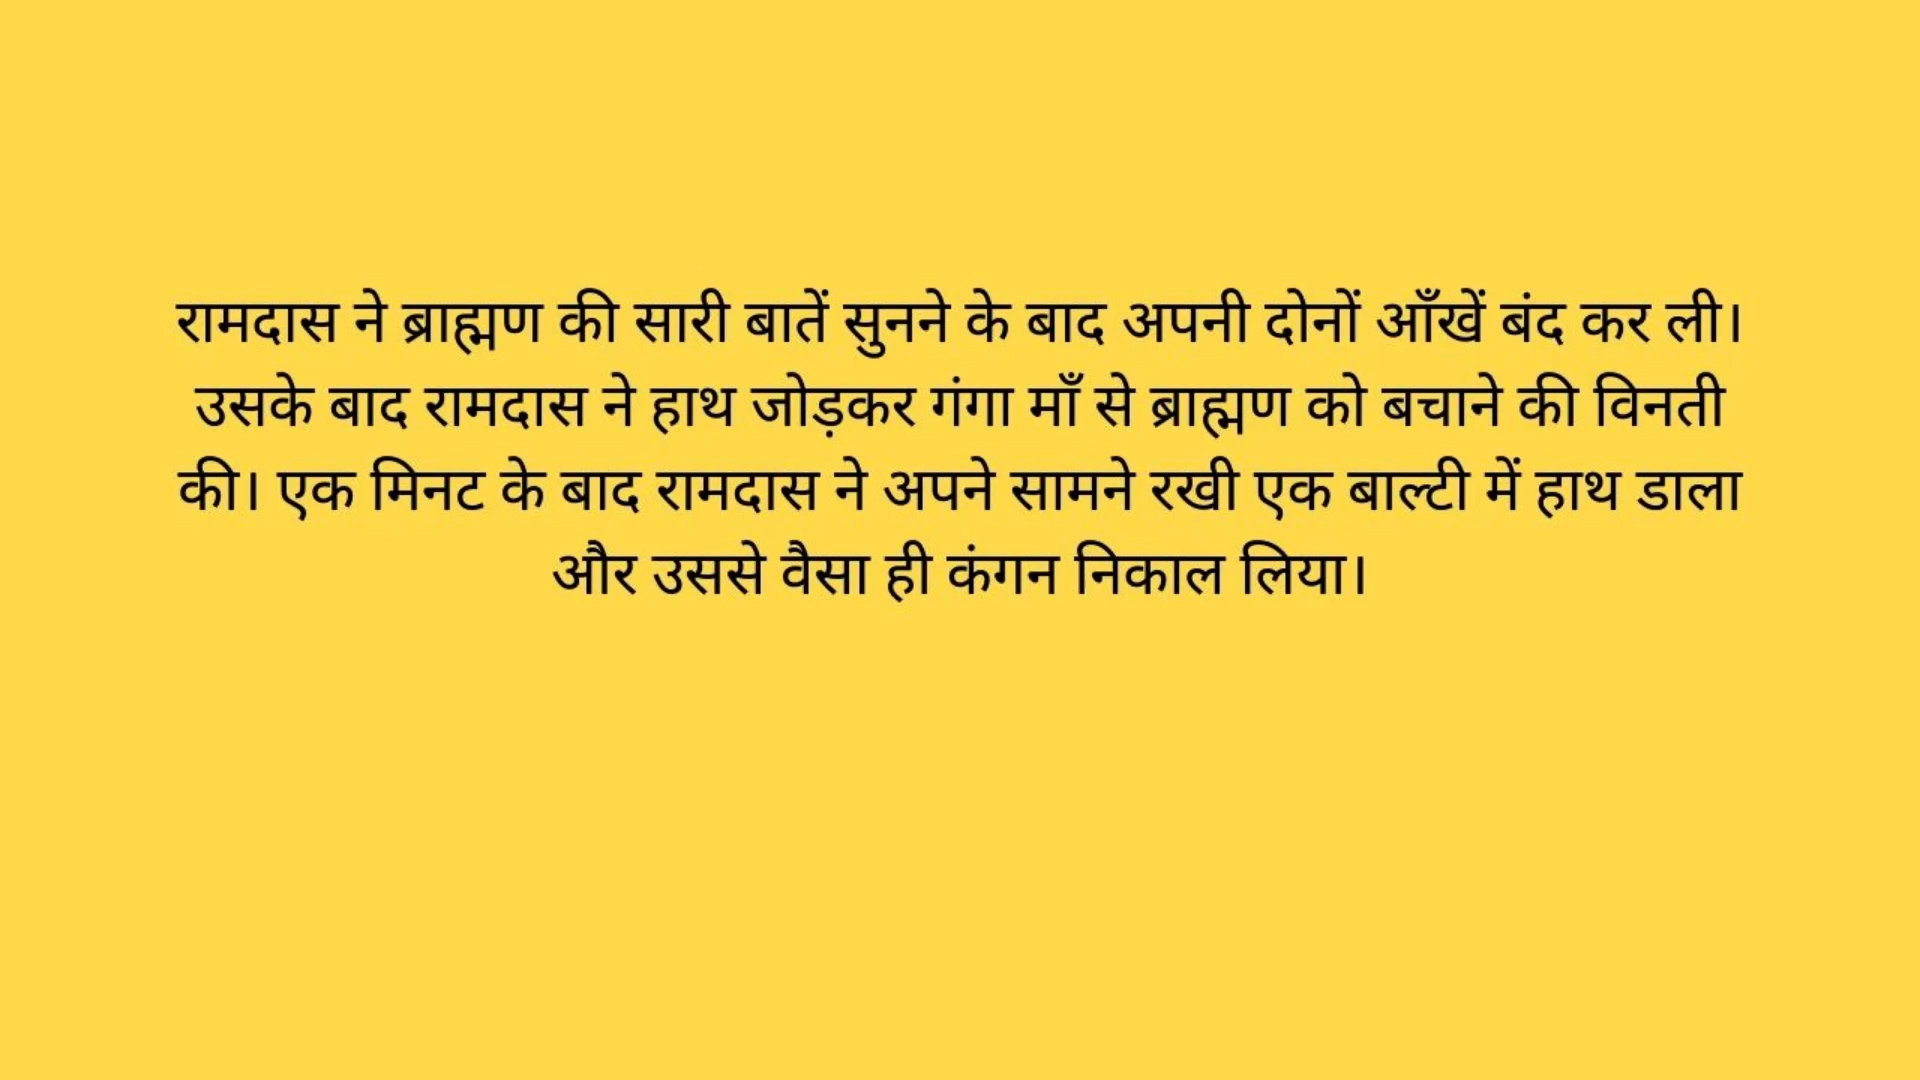 रामदास ने ब्राह्मण की सारी बातें सुनने के बाद अपनी दोनों आँखें बंद कर ली।
उसके बाद रामदास ने हाथ जोड़कर गंगा माँ से ब्राह्मण को बचाने की विनती
की। एक मिनट के बाद रामदास ने अपने सामने रखी एक बाल्टी में हाथ डाला
और उससे वैसा ही कंगन निकाल लिया।